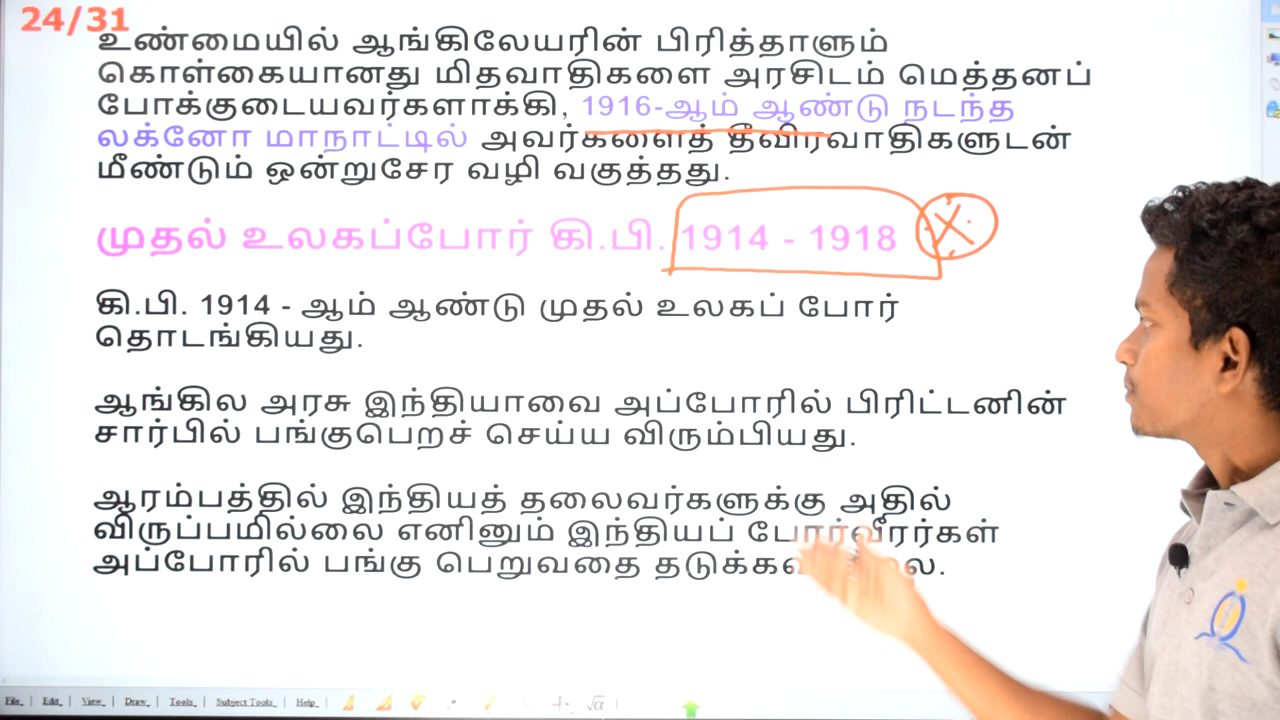 24/31
உண்மையில் ஆங்கிலேயரின் பிரித்தாளும்
கொள்கையானது மிதவாதிகளை அரசிடம் மெத்தனப்
போக்குடையவர்களாக்கி, 1916-ஆம் ஆண்டு நடந்த
லக்னோ மாநாட்டில் அவர்களைத் தீவிரவாதிகளுடன்
மீண்டும் ஒன்றுசேர வழி வகுத்தது.
முதல் உலகப்போர் கி.பி. 1914 - 1918
கி.பி. 1914 - ஆம் ஆண்டு முதல் உலகப் போர்
தொடங்கியது.
ஆங்கில அரசு இந்தியாவை அப்போரில் பிரிட்டனின்
சார்பில் பங்குபெறச் செய்ய விரும்பியது.
ஆரம்பத்தில் இந்தியத் தலைவர்களுக்கு அதில்
விருப்பமில்லை எனினும் இந்தியப் போர்வீரர்கள்
அப்போரில் பங்கு பெறுவதை
File, | Edit, | View, | Draw, | Tools, | Subject Tools, | Help, |